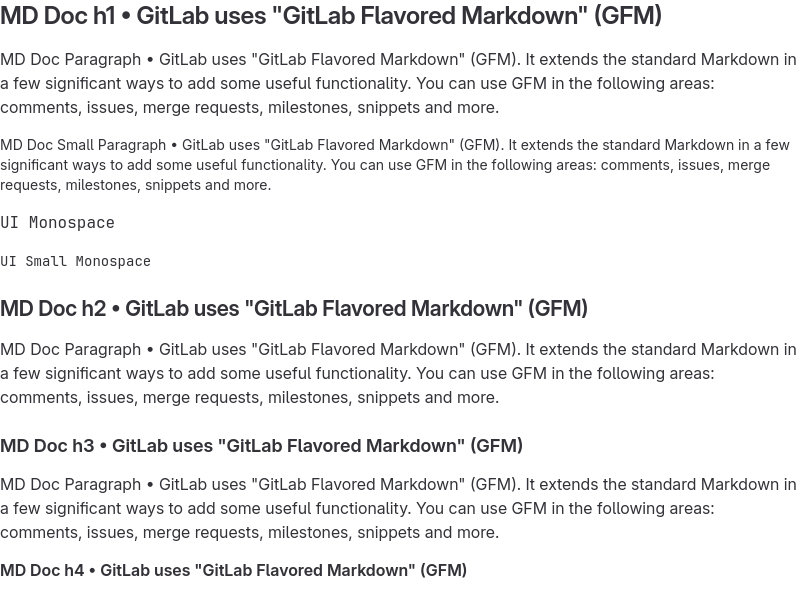 MD Doc h1 • GitLab uses "GitLab Flavored Markdown" (GFM)
MD Doc Paragraph • GitLab uses "GitLab Flavored Markdown" (GFM). It extends the standard Markdown in
a few significant ways to add some useful functionality. You can use GFM in the following areas:
comments, issues, merge requests, milestones, snippets and more.
MD Doc Small Paragraph • GitLab uses "GitLab Flavored Markdown" (GFM). It extends the standard Markdown in a few
significant ways to add some useful functionality. You can use GFM in the following areas: comments, issues, merge
requests, milestones, snippets and more.
UI Monospace
UI Small Monospace
MD Doc h2 • GitLab uses "GitLab Flavored Markdown" (GFM)
MD Doc Paragraph • GitLab uses "GitLab Flavored Markdown" (GFM). It extends the standard Markdown in
a few significant ways to add some useful functionality. You can use GFM in the following areas:
comments, issues, merge requests, milestones, snippets and more.
MD Doc h3 • GitLab uses "GitLab Flavored Markdown" (GFM)
MD Doc Paragraph • GitLab uses "GitLab Flavored Markdown" (GFM). It extends the standard Markdown in
a few significant ways to add some useful functionality. You can use GFM in the following areas:
comments, issues, merge requests, milestones, snippets and more.
MD Doc h4 • GitLab uses "GitLab Flavored Markdown" (GFM)